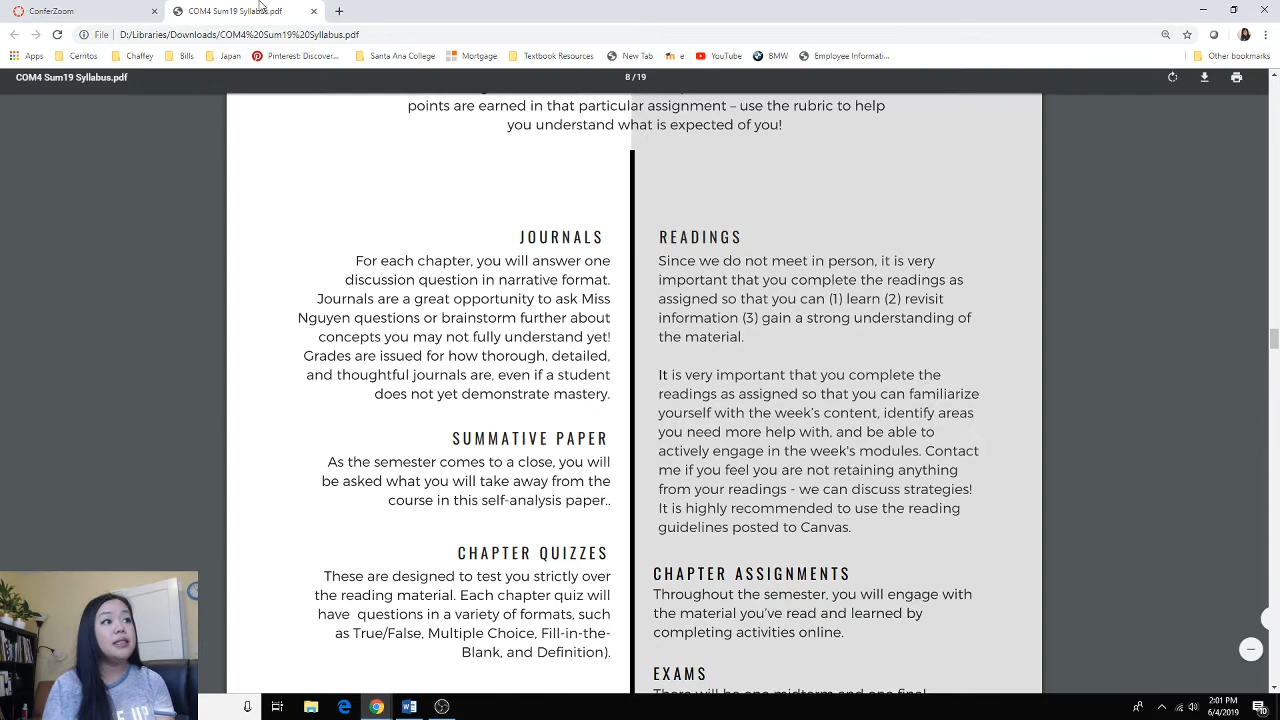 ConferZoom
COM4 Sum19 Syllabus.pdf
File | D:/Libraries/Downloads/COM4%20Sum19%20Syllabus.pdf
Apps
Cerritos
Chaffey
Bills
Japan
Pinterest: Discover...
Santa Ana College
Mortgage
Textbook Resources
New Tab
e
YouTube
BMW
Employee Informati...
Other bookmarks
COM4 Sum19 Syllabus.pdf
8 / 19
points are earned in that particular assignment – use the rubric to help
you understand what is expected of you!
JOURNALS
For each chapter, you will answer one
discussion question in narrative format.
Journals are a great opportunity to ask Miss
Nguyen questions or brainstorm further about
concepts you may not fully understand yet!
Grades are issued for how thorough, detailed,
and thoughtful journals are, even if a student
does not yet demonstrate mastery.
SUMMATIVE PAPER
As the semester comes to a close, you will
be asked what you will take away from the
course in this self-analysis paper..
CHAPTER QUIZZES
These are designed to test you strictly over
the reading material. Each chapter quiz will
have questions in a variety of formats, such
as True/False, Multiple Choice, Fill-in-the-
Blank, and Definition).
READINGS
Since we do not meet in person, it is very
important that you complete the readings as
assigned so that you can (1) learn (2) revisit
information (3) gain a strong understanding of
the material.
It is very important that you complete the
readings as assigned so that you can familiarize
yourself with the week's content, identify areas
you need more help with, and be able to
actively engage in the week's modules. Contact
me if you feel you are not retaining anything
from your readings - we can discuss strategies!
It is highly recommended to use the reading
guidelines posted to Canvas.
CHAPTER ASSIGNMENTS
Throughout the semester, you will engage with
the material you've read and learned by
completing activities online.
EXAMS
There will be one midterm and one final
2:01 PM
6/4/2019